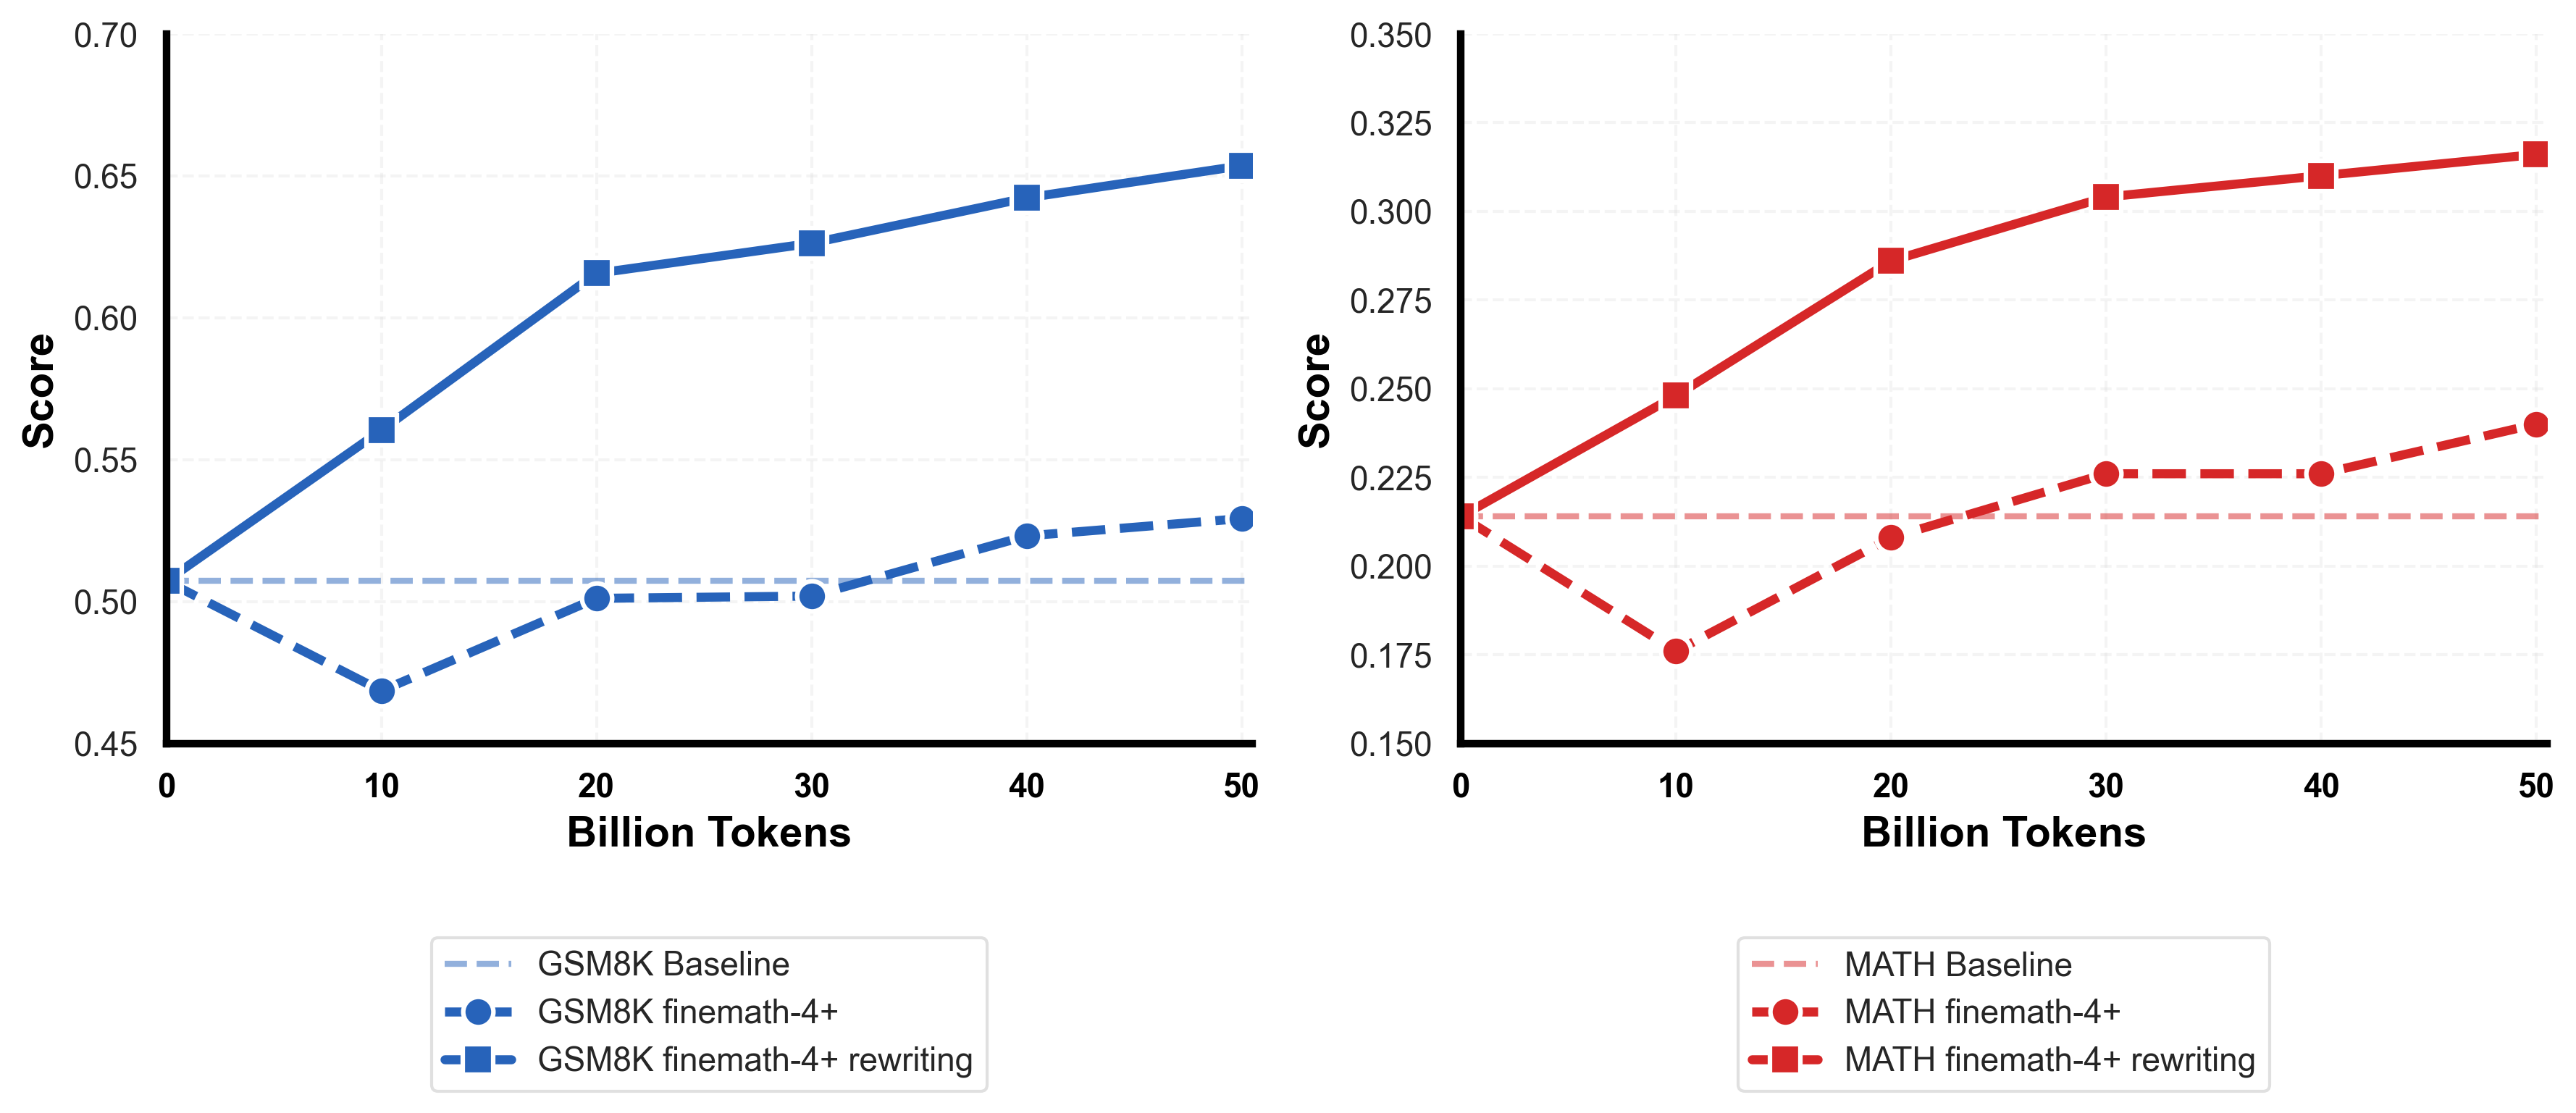 0.70
0.65
0.60
0.55
0.50
0.45
Score
0 10 20 30 40 50
Billion Tokens
GSM8K Baseline
GSM8K finemath-4+
GSM8K finemath-4+ rewriting
0.350
0.325
0.300
0.275
0.250
0.225
0.200
0.175
0.150
Score
0 10 20 30 40 50
Billion Tokens
MATH Baseline
MATH finemath-4+
MATH finemath-4+ rewriting